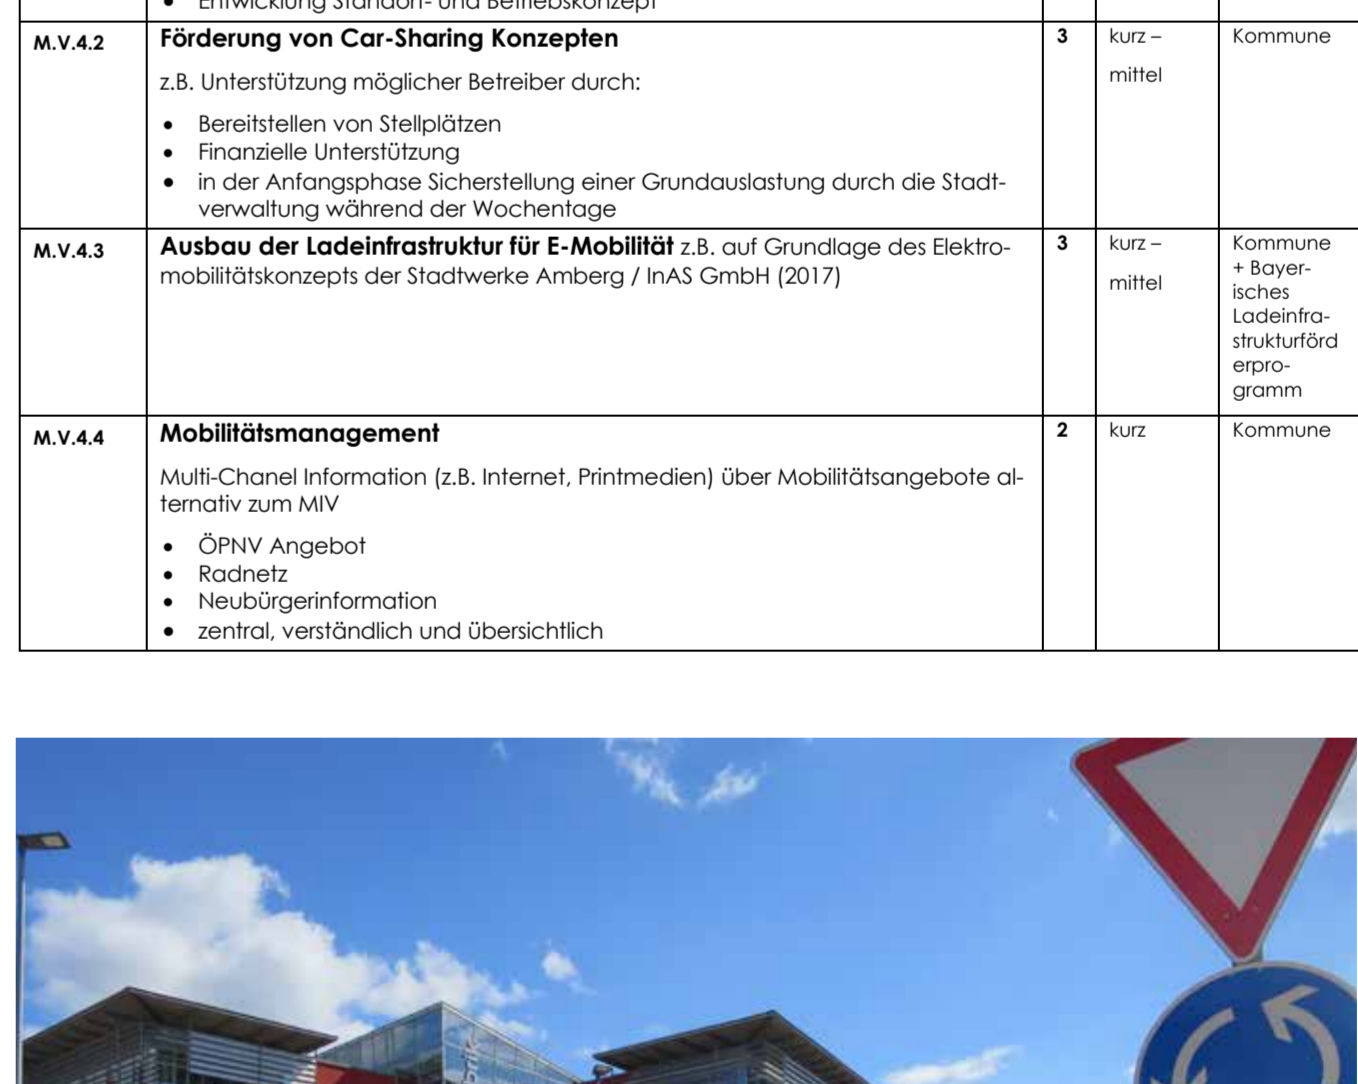 Entwicklung Standort- und Betriebskonzept
M.V.4.2
Förderung von Car-Sharing Konzepten
z.B. Unterstützung möglicher Betreiber durch:
• Bereitstellen von Stellplätzen
• Finanzielle Unterstützung
• in der Anfangsphase Sicherstellung einer Grundauslastung durch die Stadt-
verwaltung während der Wochentage
3
kurz –
mittel
Kommune
M.V.4.3
Ausbau der Ladeinfrastruktur für E-Mobilität z.B. auf Grundlage des Elektro-
mobilitätskonzepts der Stadtwerke Amberg / InAS GmbH (2017)
3
kurz –
mittel
Kommune
+ Bayer-
isches
Ladeinfra-
strukturförd
erpro-
gramm
M.V.4.4
Mobilitätsmanagement
Multi-Chanel Information (z.B. Internet, Printmedien) über Mobilitätsangebote al-
ternativ zum MIV
• ÖPNV Angebot
• Radnetz
• Neubürgerinformation
• zentral, verständlich und übersichtlich
2
kurz
Kommune